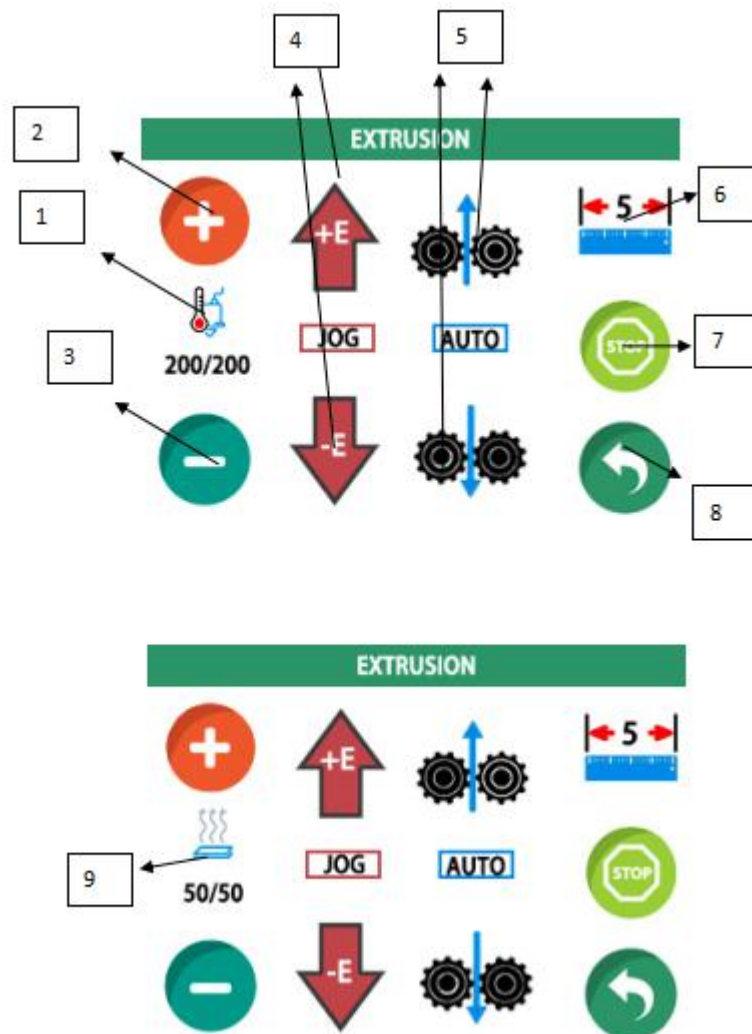 4
5
2
EXTRUSION
5
6
+E
1
JOG
AUTO
STOP
7
200/200
3
-E
8
EXTRUSION
+E
5
9
JOG
AUTO
STOP
50/50
-E